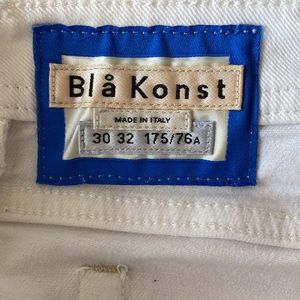 Blå Konst
MADE IN ITALY
30 32 175/76A